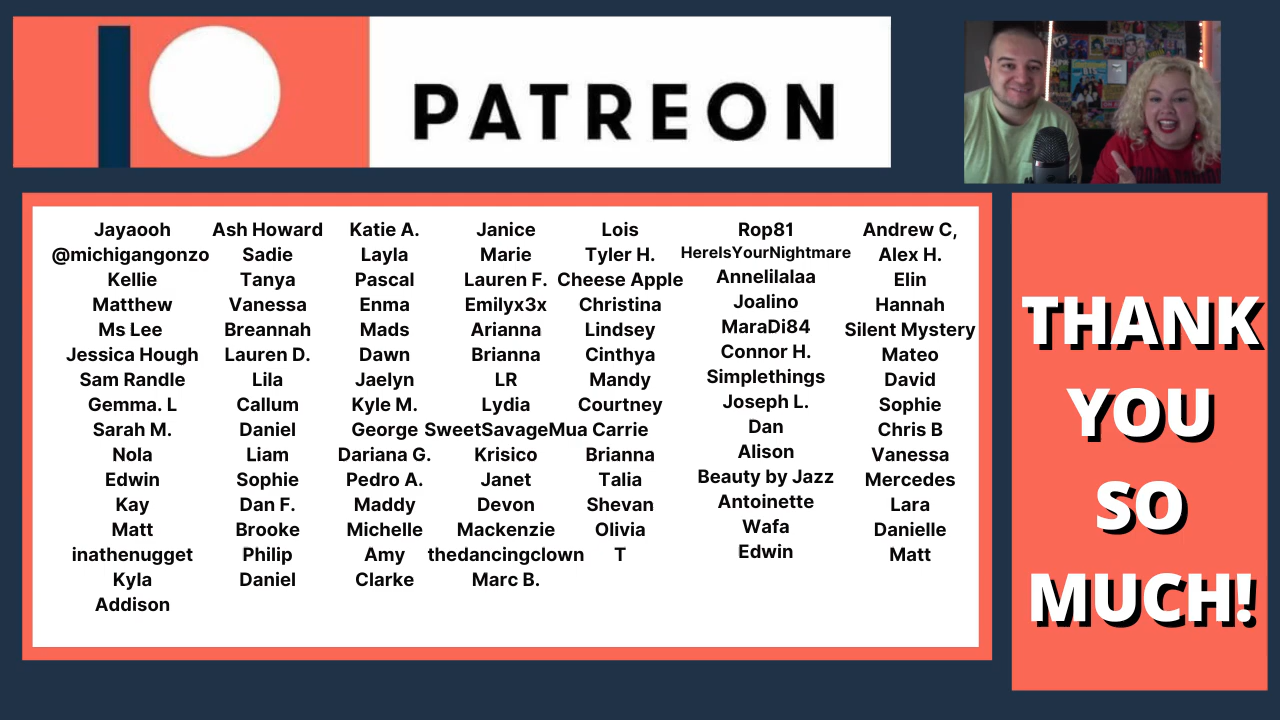 PATREON
Jayaooh
@michigangonzo
Kellie
Matthew
Ms Lee
Jessica Hough
Sam Randle
Gemma. L
Sarah M.
Nola
Edwin
Kay
Matt
inathenugget
Kyla
Addison
Ash Howard
Sadie
Tanya
Vanessa
Breannah
Lauren D.
Lila
Callum
Daniel
Liam
Sophie
Dan F.
Brooke
Philip
Daniel
Katie A.
Layla
Pascal
Enma
Mads
Dawn
Jaelyn
Kyle M.
George
Dariana G.
Pedro A.
Maddy
Michelle
Amy
Clarke
Janice
Marie
Lauren F.
Emilyx3x
Arianna
Brianna
LR
Lydia
SweetSavageMua
Krisico
Janet
Devon
Mackenzie
thedancingclown
Marc B.
Lois
Tyler H.
Cheese Apple
Christina
Lindsey
Cinthya
Mandy
Courtney
Carrie
Brianna
Talia
Shevan
Olivia
T
Rop81
HereIsYourNightmare
Annelilalaa
Joalino
MaraDi84
Connor H.
Simplethings
Joseph L.
Dan
Alison
Beauty by Jazz
Antoinette
Wafa
Edwin
Andrew C,
Alex H.
Elin
Hannah
Silent Mystery
Mateo
David
Sophie
Chris B
Vanessa
Mercedes
Lara
Danielle
Matt
THANK
YOU
SO
MUCH!